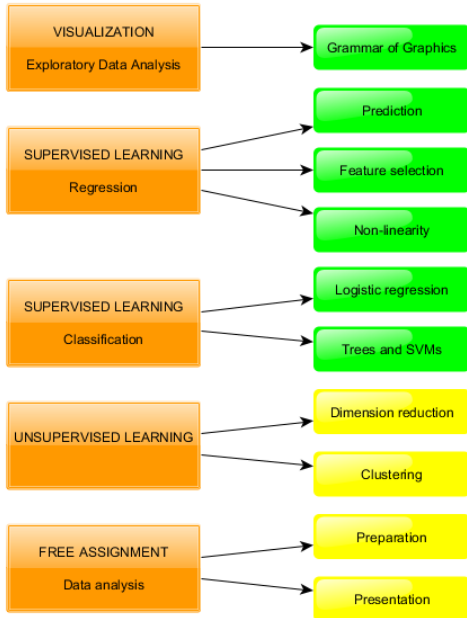 VISUALIZATION
Exploratory Data Analysis
Grammar of Graphics
SUPERVISED LEARNING
Regression
Prediction
Feature selection
Non-linearity
SUPERVISED LEARNING
Classification
Logistic regression
Trees and SVMs
UNSUPERVISED LEARNING
Dimension reduction
Clustering
FREE ASSIGNMENT
Data analysis
Preparation
Presentation